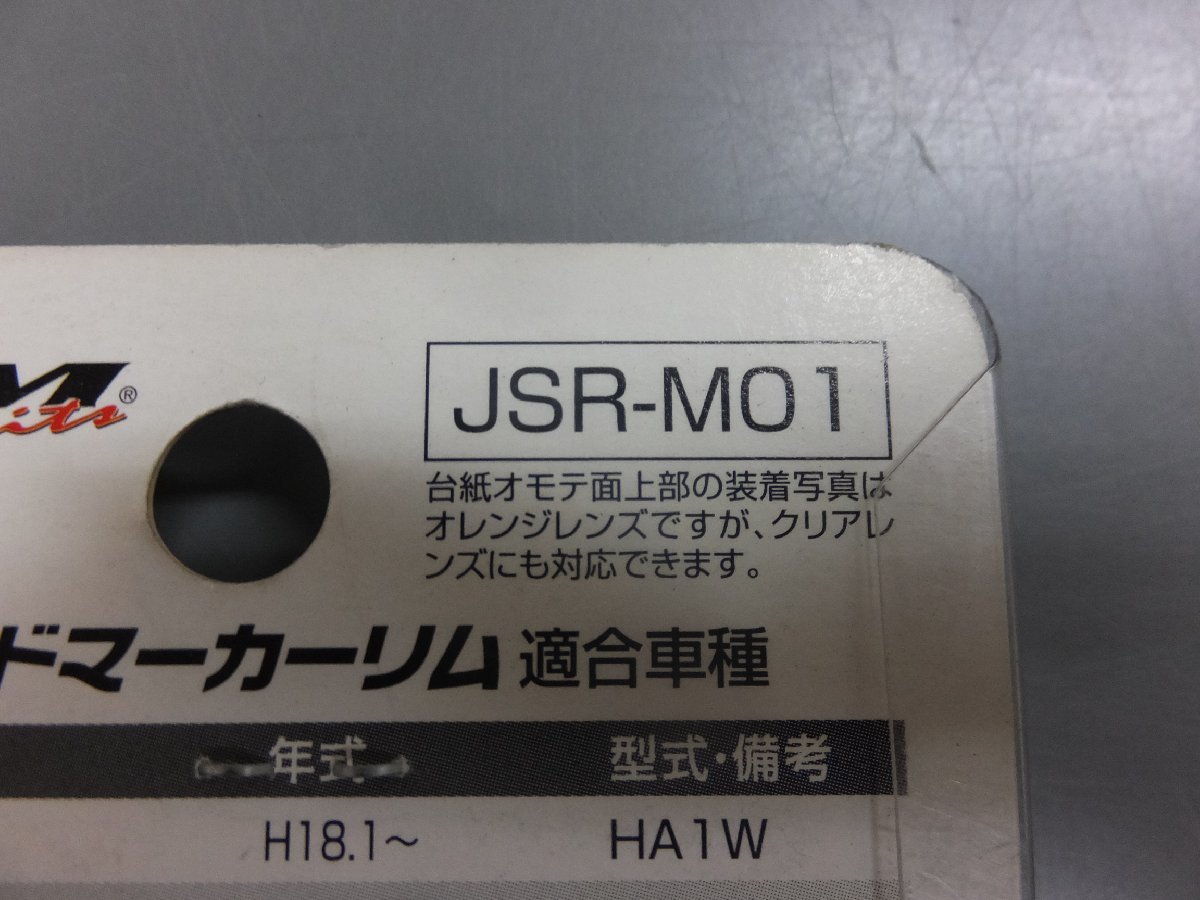 JSR-M01
台紙オモテ面上部の装着写真は
オレンジレンズですが、クリアレ
ンズにも対応できます。
ドマーカーリム 適合車種
年式 型式・備考
H18.1～ HA1W